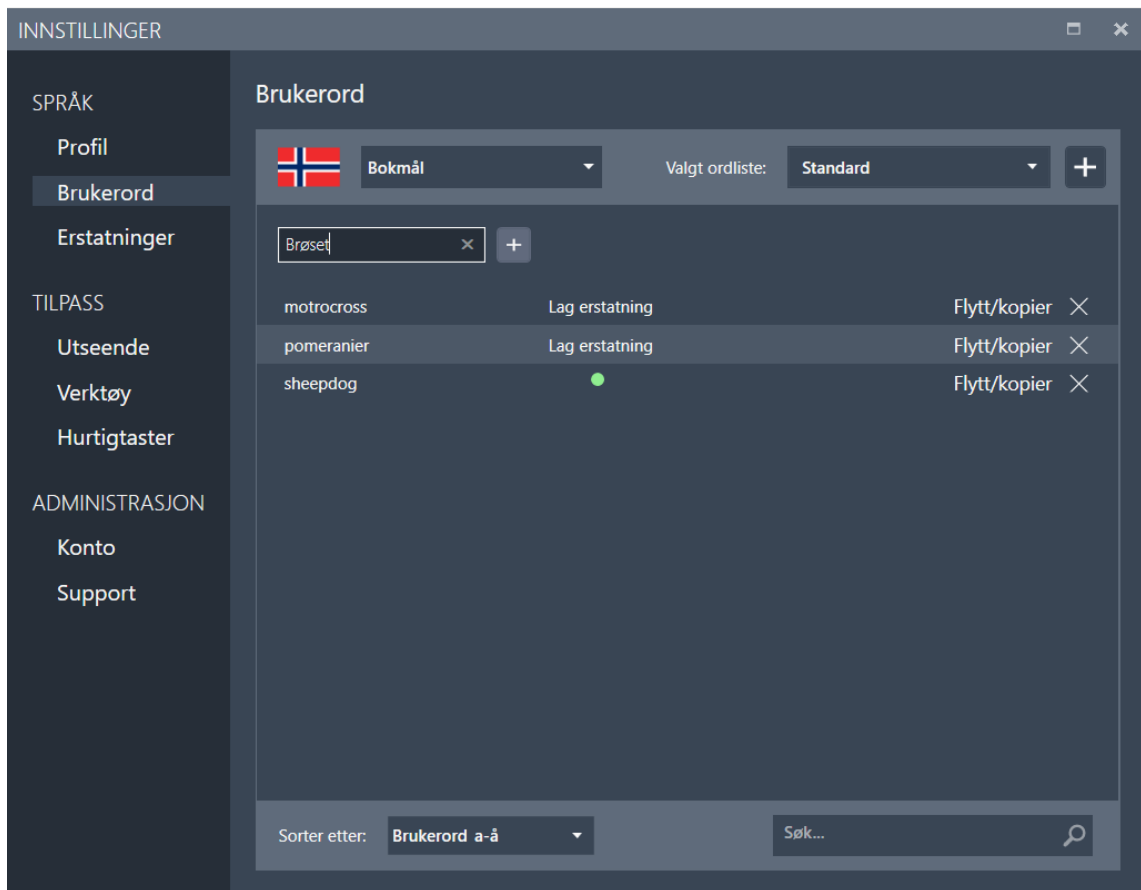 INNSTILLINGER
SPRÅK
Profil
Brukerord
Erstatninger
TILPASS
Utseende
Verktøy
Hurtigtaster
ADMINISTRASJON
Konto
Support
Brukerord
Bokmål Valgt ordliste: Standard
Brøset
motrocross Lag erstatning Flytt/kopier
pomeranier Lag erstatning Flytt/kopier
sheepdog Flytt/kopier
Sorter etter: Brukerord a-å Søk...